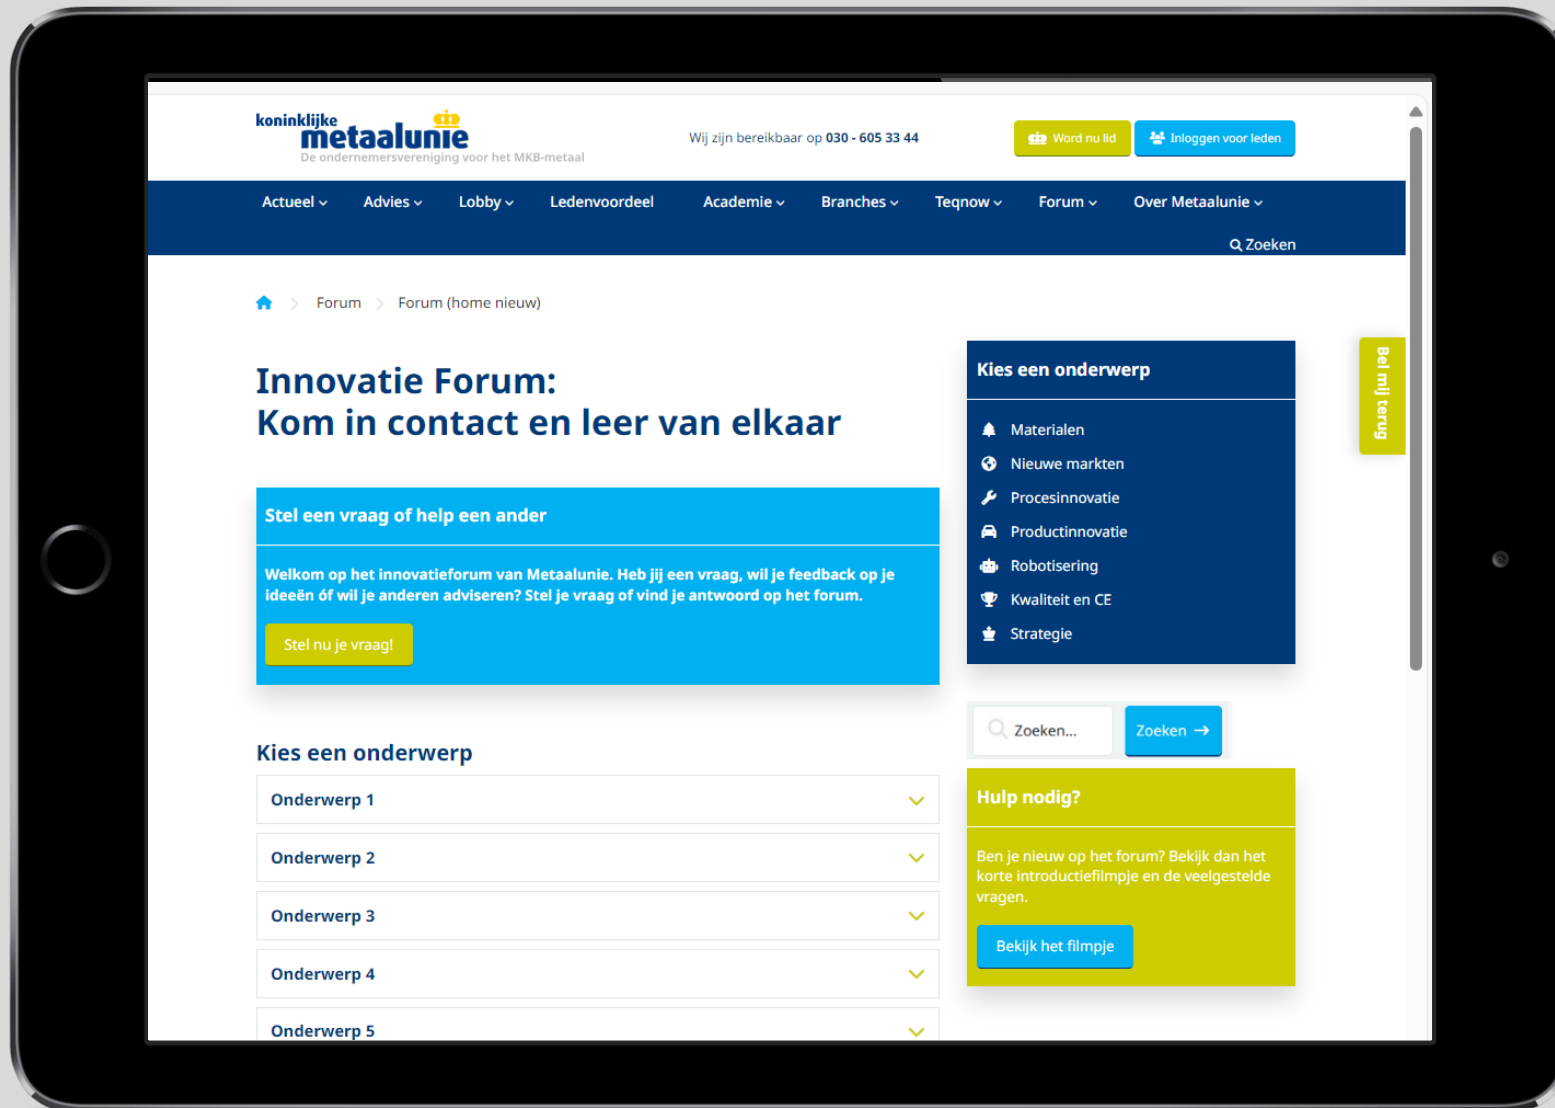 koninklijke
metaalunie
De ondernemersvereniging voor het MKB-metaal
Wij zijn bereikbaar op 030 - 605 33 44
Word nu lid
Inloggen voor leden
Actueel
Advies
Lobby
Ledenvoordeel
Academie
Branches
Teqnow
Forum
Over Metaalunie
Zoeken
Forum
Forum (home nieuw)
Innovatie Forum:
Kom in contact en leer van elkaar
Stel een vraag of help een ander
Welkom op het innovatieforum van Metaalunie. Heb jij een vraag, wil je feedback op je
ideeën óf wil je anderen adviseren? Stel je vraag of vind je antwoord op het forum.
Stel nu je vraag!
Kies een onderwerp
Onderwerp 1
Onderwerp 2
Onderwerp 3
Onderwerp 4
Onderwerp 5
Kies een onderwerp
Materialen
Nieuwe markten
Procesinnovatie
Productinnovatie
Robotisering
Kwaliteit en CE
Strategie
Zoeken...
Zoeken
Hulp nodig?
Ben je nieuw op het forum? Bekijk dan het
korte introductiefilmpje en de veelgestelde
vragen.
Bekijk het filmpje
Bel mij terug